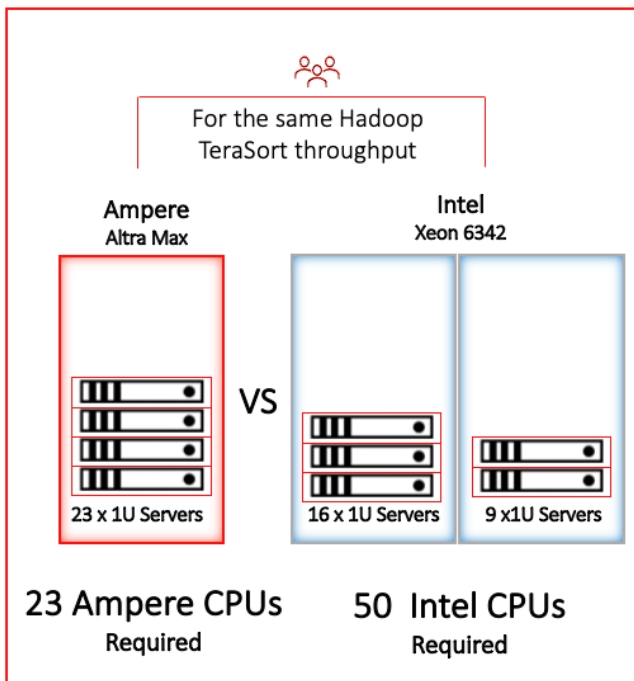 For the same Hadoop
TeraSort throughput
Ampere
Altra Max
Intel
Xeon 6342
VS
23 x 1U Servers
16 x 1U Servers
9 x1U Servers
23 Ampere CPUs
Required
50 Intel CPUs
Required